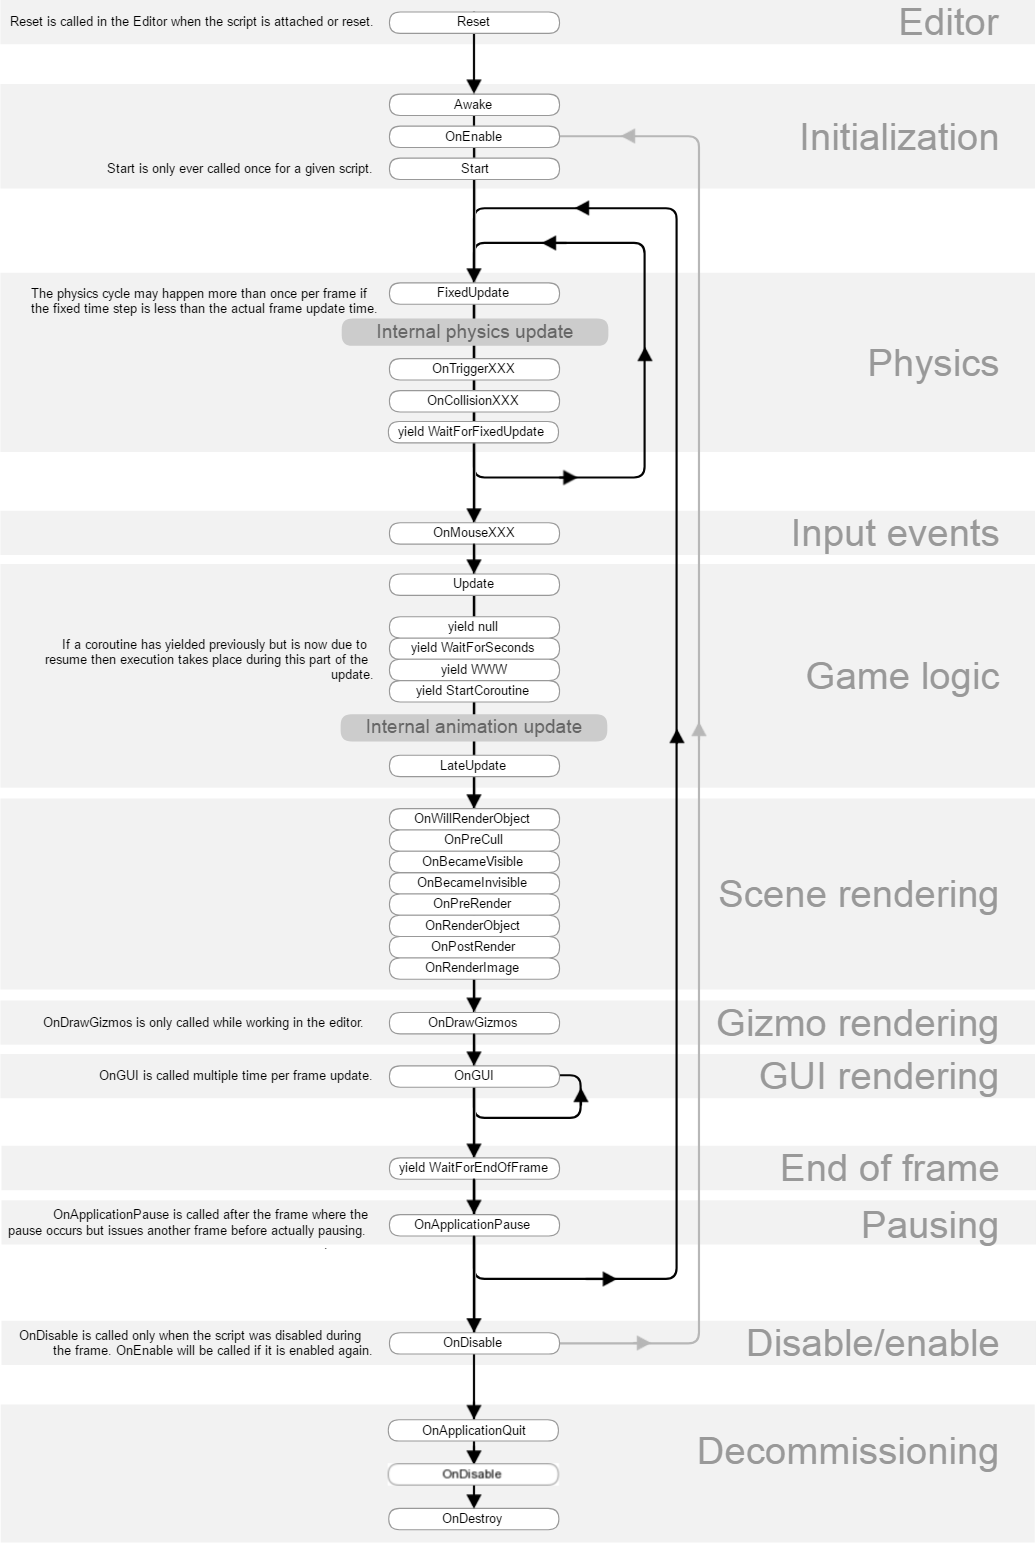 Reset is called in the Editor when the script is attached or reset.
Reset
Editor
Awake
OnEnable
Initialization
Start is only ever called once for a given script.
Start
The physics cycle may happen more than once per frame if
the fixed time step is less than the actual frame update time.
FixedUpdate
Internal physics update
OnTriggerXXX
Physics
OnCollisionXXX
yield WaitForFixedUpdate
OnMouseXXX
Input events
Update
yield null
If a coroutine has yielded previously but is now due to
resume then execution takes place during this part of the
update.
yield WaitForSeconds
yield WWW
yield StartCoroutine
Game logic
Internal animation update
LateUpdate
OnWillRenderObject
OnPreCull
OnBecameVisible
OnBecameInvisible
Scene rendering
OnPreRender
OnRenderObject
OnPostRender
OnRenderImage
OnDrawGizmos is only called while working in the editor.
OnDrawGizmos
Gizmo rendering
OnGUI is called multiple time per frame update.
OnGUI
GUI rendering
yield WaitForEndOfFrame
End of frame
OnApplicationPause is called after the frame where the
pause occurs but issues another frame before actually pausing.
.
OnApplicationPause
Pausing
OnDisable is called only when the script was disabled during
the frame. OnEnable will be called if it is enabled again.
OnDisable
Disable/enable
OnApplicationQuit
Decommissioning
OnDisable
OnDestroy